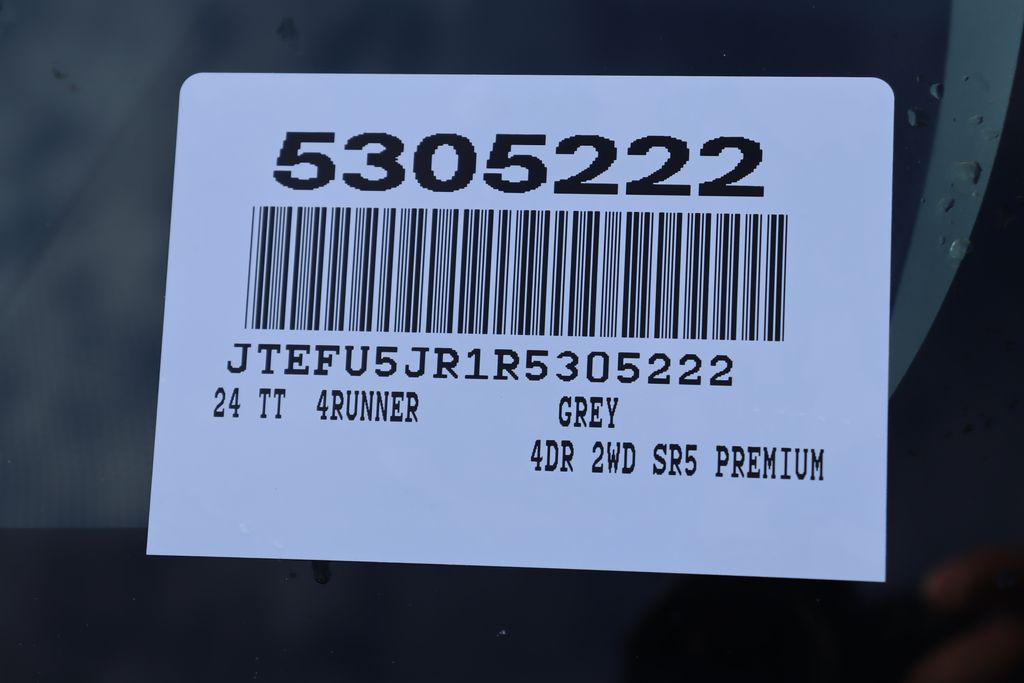 5305222
JTEFU5JR1R5305222
24 TT 4RUNNER GREY
4DR 2WD SR5 PREMIUM